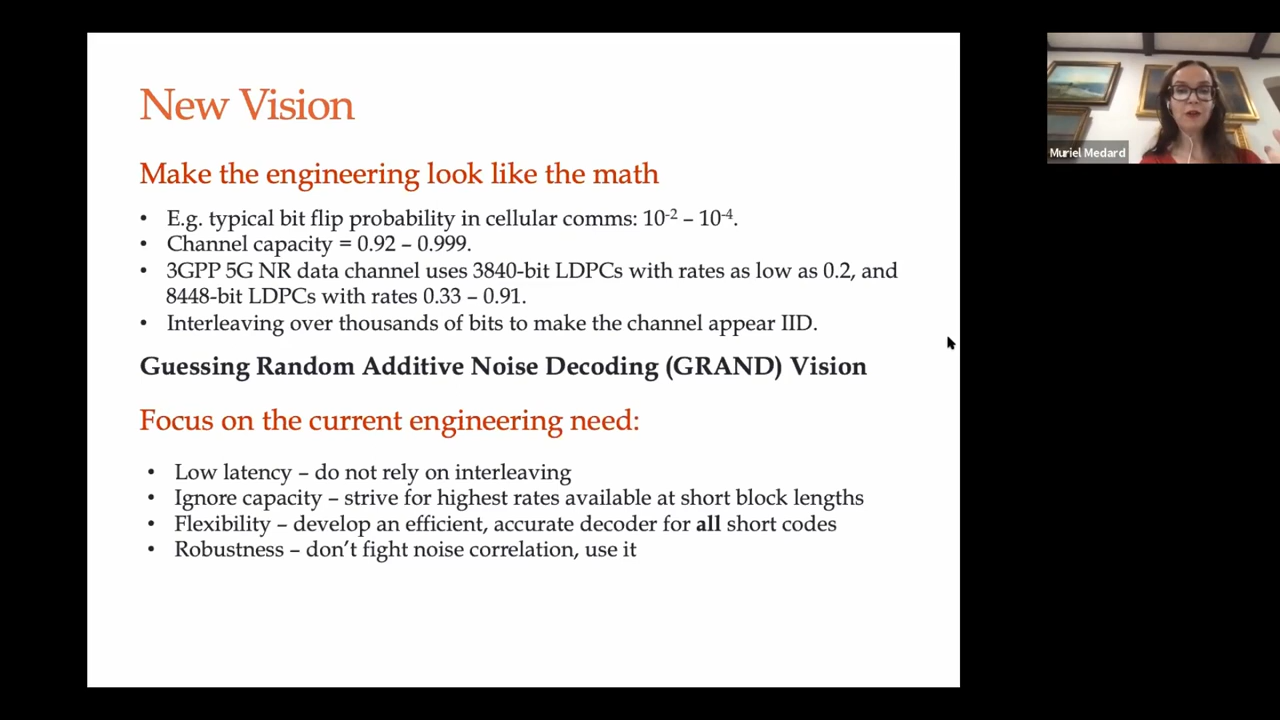 New Vision
Muriel Medard
Make the engineering look like the math
• E.g. typical bit flip probability in cellular comms: 10⁻² – 10⁻⁴.
• Channel capacity = 0.92 – 0.999.
• 3GPP 5G NR data channel uses 3840-bit LDPCs with rates as low as 0.2, and
8448-bit LDPCs with rates 0.33 – 0.91.
• Interleaving over thousands of bits to make the channel appear IID.
Guessing Random Additive Noise Decoding (GRAND) Vision
Focus on the current engineering need:
• Low latency – do not rely on interleaving
• Ignore capacity – strive for highest rates available at short block lengths
• Flexibility – develop an efficient, accurate decoder for all short codes
• Robustness – don’t fight noise correlation, use it